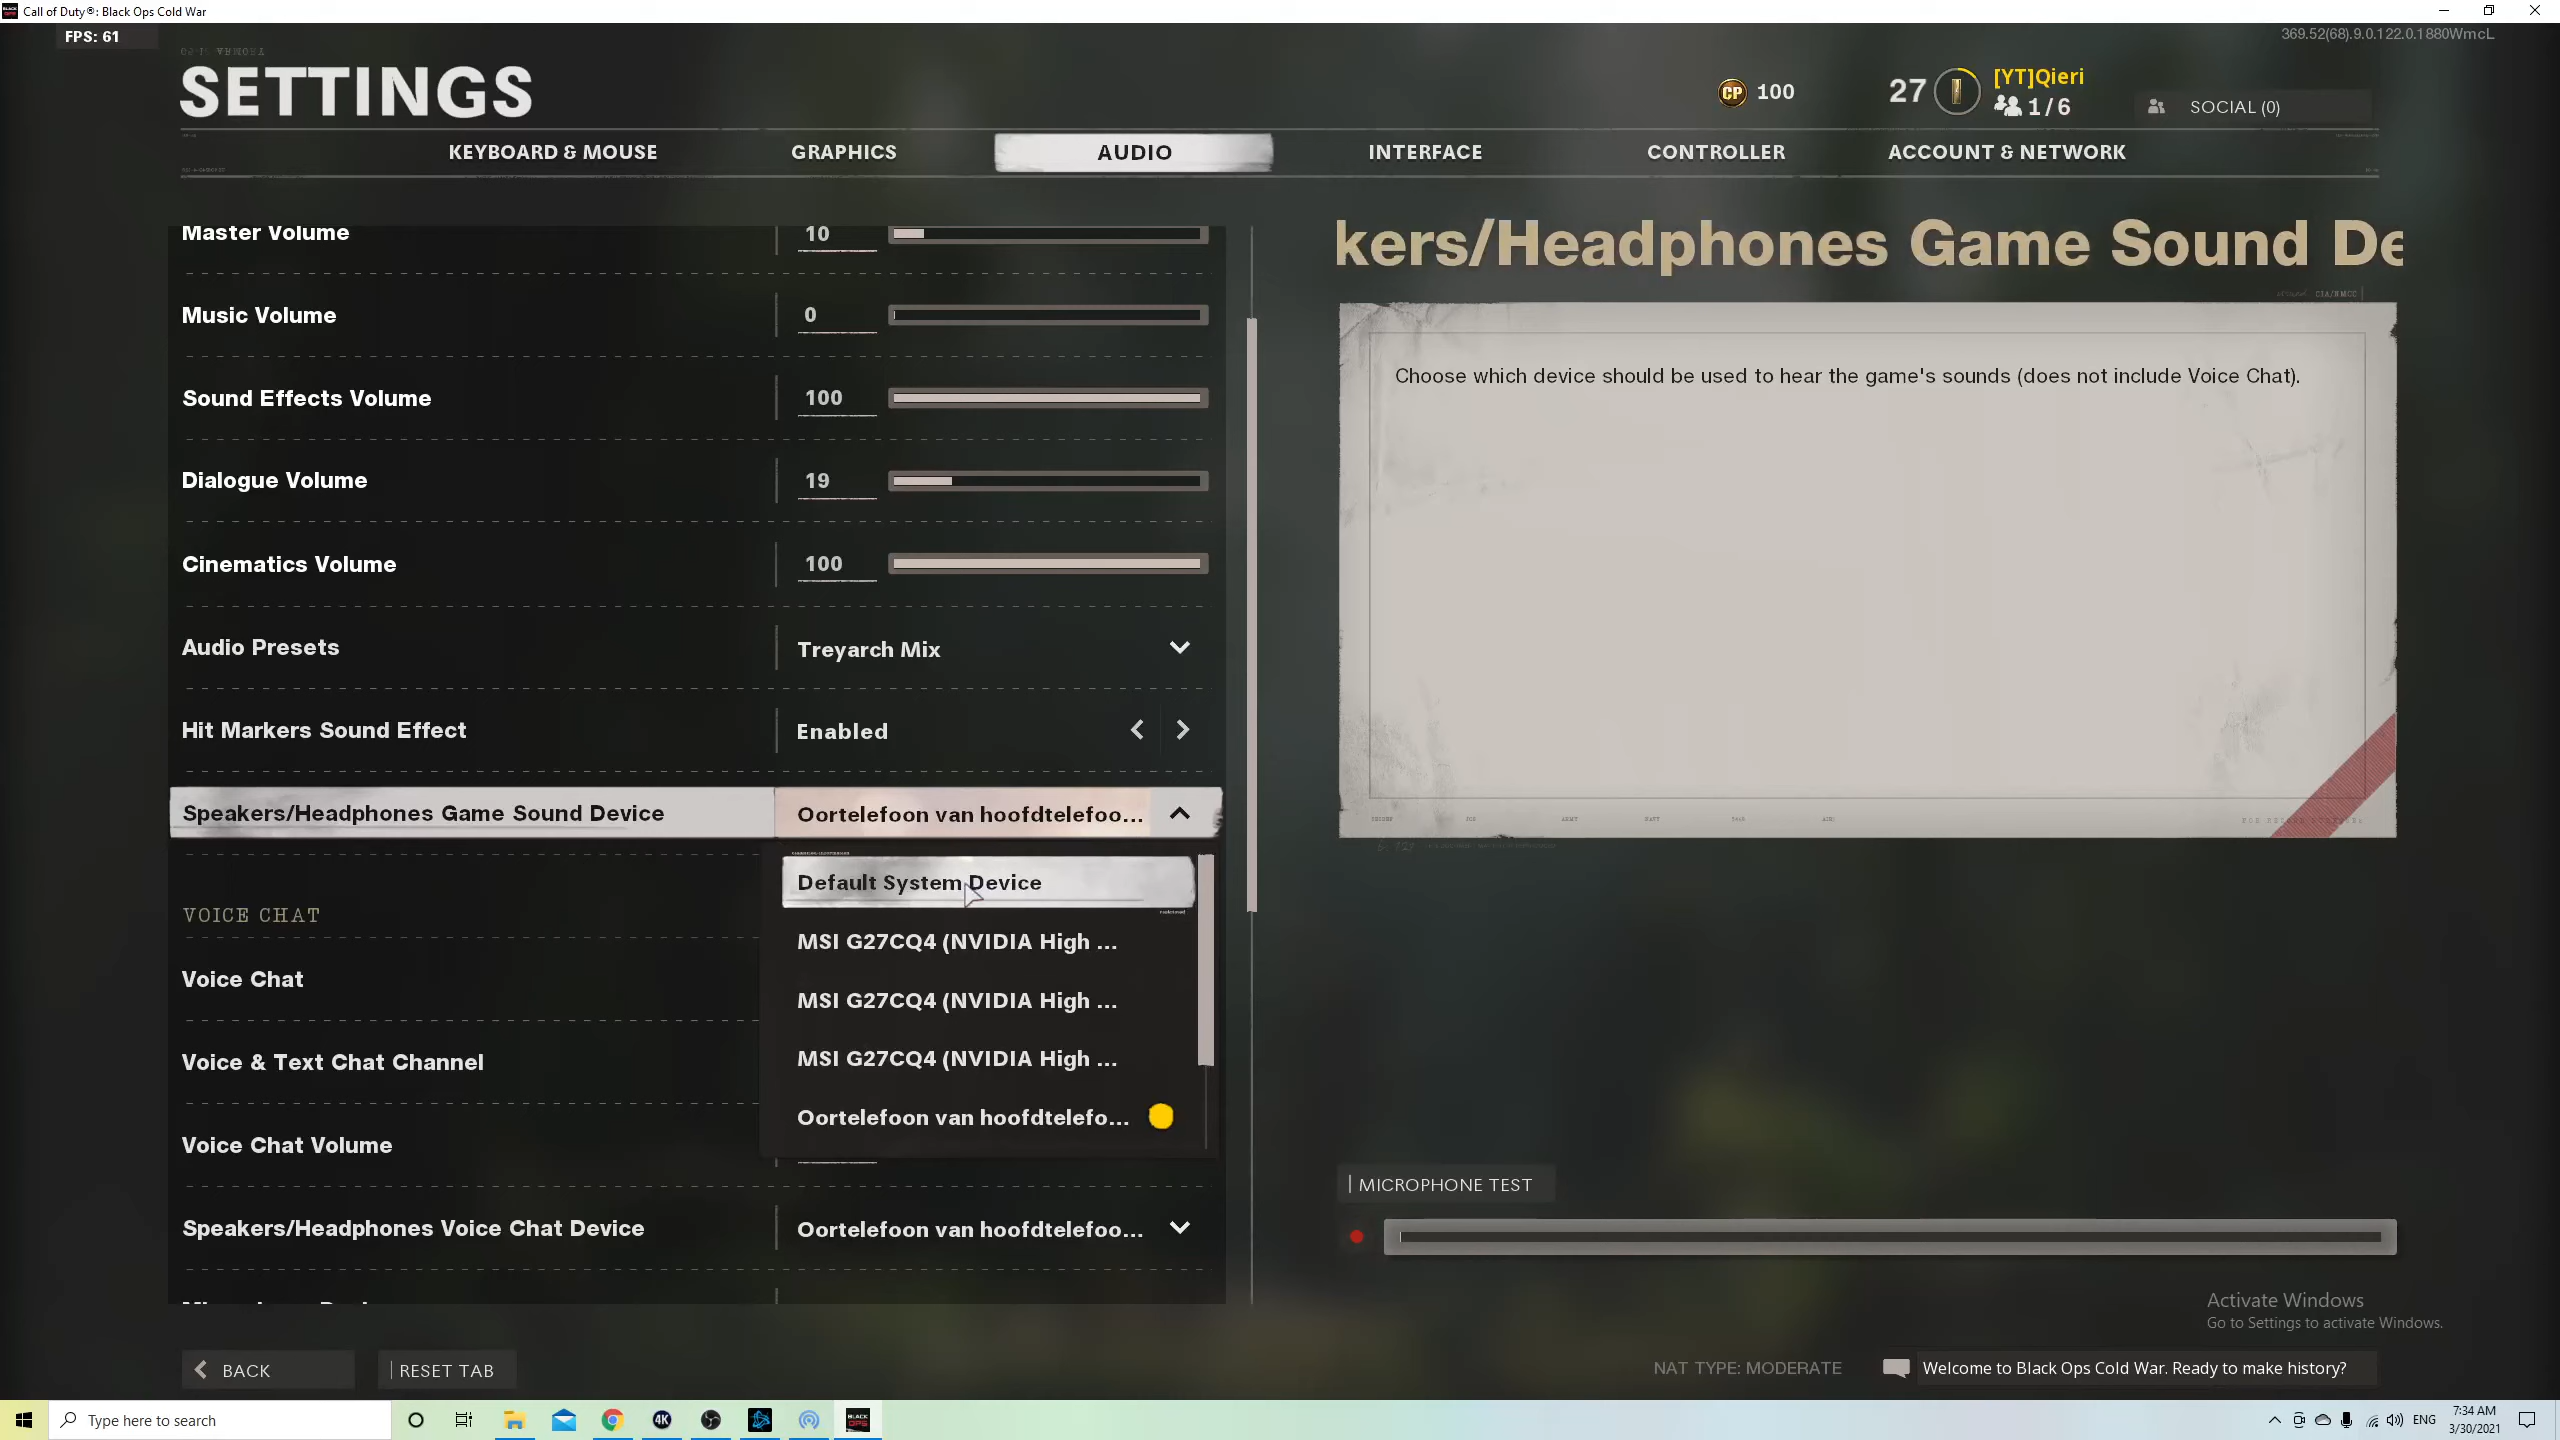 Call of Duty®: Black Ops Cold War
FPS: 61
369.52(68).9.0.122.0.1880WmcL
SETTINGS
CP 100
27
[YT]Qieri
1 / 6
SOCIAL (0)
KEYBOARD & MOUSE
GRAPHICS
AUDIO
INTERFACE
CONTROLLER
ACCOUNT & NETWORK
Master Volume
10
Music Volume
0
Sound Effects Volume
100
Dialogue Volume
19
Cinematics Volume
100
Audio Presets
Treyarch Mix
Hit Markers Sound Effect
Enabled
Speakers/Headphones Game Sound Device
Oortelefoon van hoofdtelefoo...
Default System Device
MSI G27CQ4 (NVIDIA High ...
MSI G27CQ4 (NVIDIA High ...
MSI G27CQ4 (NVIDIA High ...
Oortelefoon van hoofdtelefo...
VOICE CHAT
Voice Chat
Voice & Text Chat Channel
Voice Chat Volume
Speakers/Headphones Voice Chat Device
Oortelefoon van hoofdtelefoo...
kers/Headphones Game Sound De
CIA/NMCC
Choose which device should be used to hear the game's sounds (does not include Voice Chat).
MICROPHONE TEST
Activate Windows
Go to Settings to activate Windows.
BACK
RESET TAB
NAT TYPE: MODERATE
Welcome to Black Ops Cold War. Ready to make history?
Type here to search
4K
BLACK
OPS
ENG
7:34 AM
3/30/2021